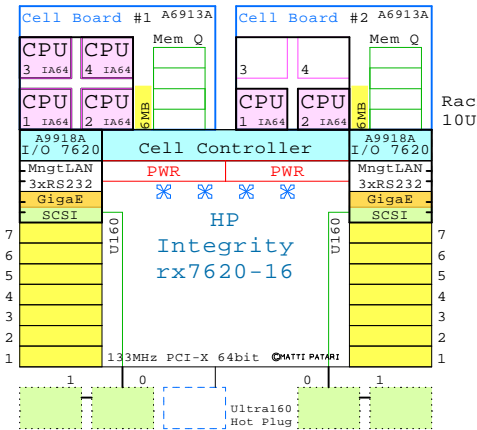 Cell Board #1 A6913A
Cell Board #2 A6913A
CPU CPU Mem Q
3 IA64 4 IA64
CPU CPU 6MB
1 IA64 2 IA64
Mem Q
3 4
CPU CPU 6MB
1 IA64 2 IA64
Rac
10U
A9918A
I/O 7620
Cell Controller
A9918A
I/O 7620
MngtLAN
3xRS232
GigaE
SCSI
PWR PWR
MngtLAN
3xRS232
GigaE
SCSI
HP
Integrity
rx7620-16
U160 U160
7 7
6 6
5 5
4 4
3 3
2 2
1 1
133MHz PCI-X 64bit ©MATTI PATARI
1 0 0 1
Ultra160
Hot Plug